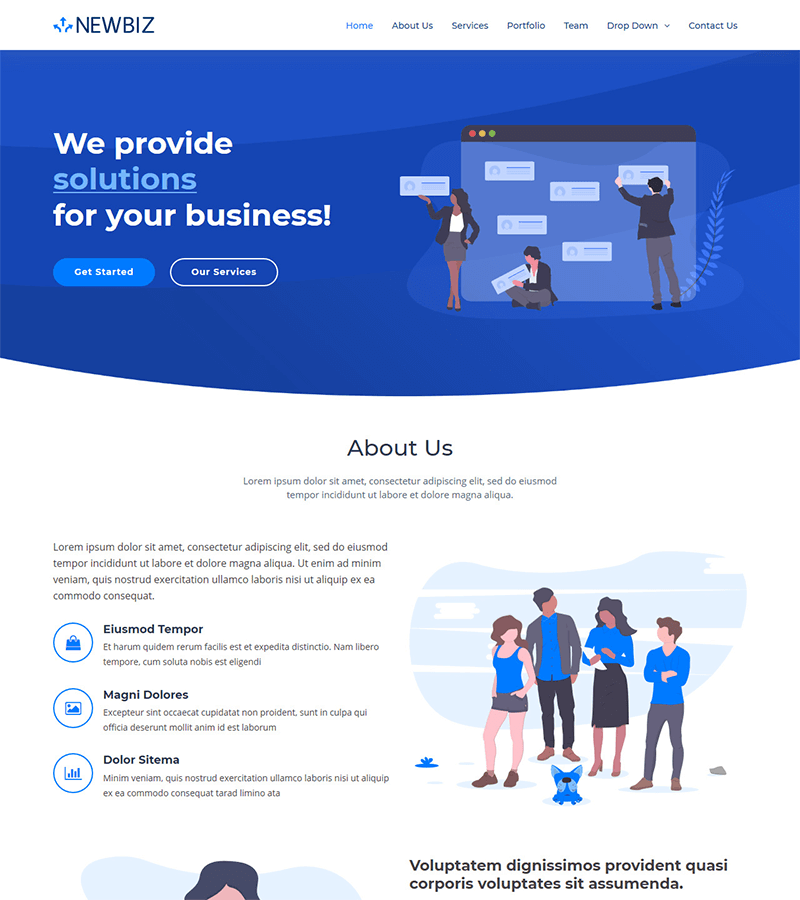 NEWBIZ
Home About Us Services Portfolio Team Drop Down Contact Us
We provide
solutions
for your business!
Get Started Our Services
About Us
Lorem ipsum dolor sit amet, consectetur adipiscing elit, sed do eiusmod
tempor incididunt ut labore et dolore magna aliqua.
Lorem ipsum dolor sit amet, consectetur adipiscing elit, sed do eiusmod
tempor incididunt ut labore et dolore magna aliqua. Ut enim ad minim
veniam, quis nostrud exercitation ullamco laboris nisi ut aliquip ex ea
commodo consequat.
Eiusmod Tempor
Et harum quidem rerum facilis est et expedita distinctio. Nam libero
tempore, cum soluta nobis est eligendi
Magni Dolores
Excepteur sint occaecat cupidatat non proident, sunt in culpa qui
officia deserunt mollit anim id est laborum
Dolor Sitema
Minim veniam, quis nostrud exercitation ullamco laboris nisi ut aliquip
ex ea commodo consequat tarad limino ata
Voluptatem dignissimos provident quasi
corporis voluptates sit assumenda.